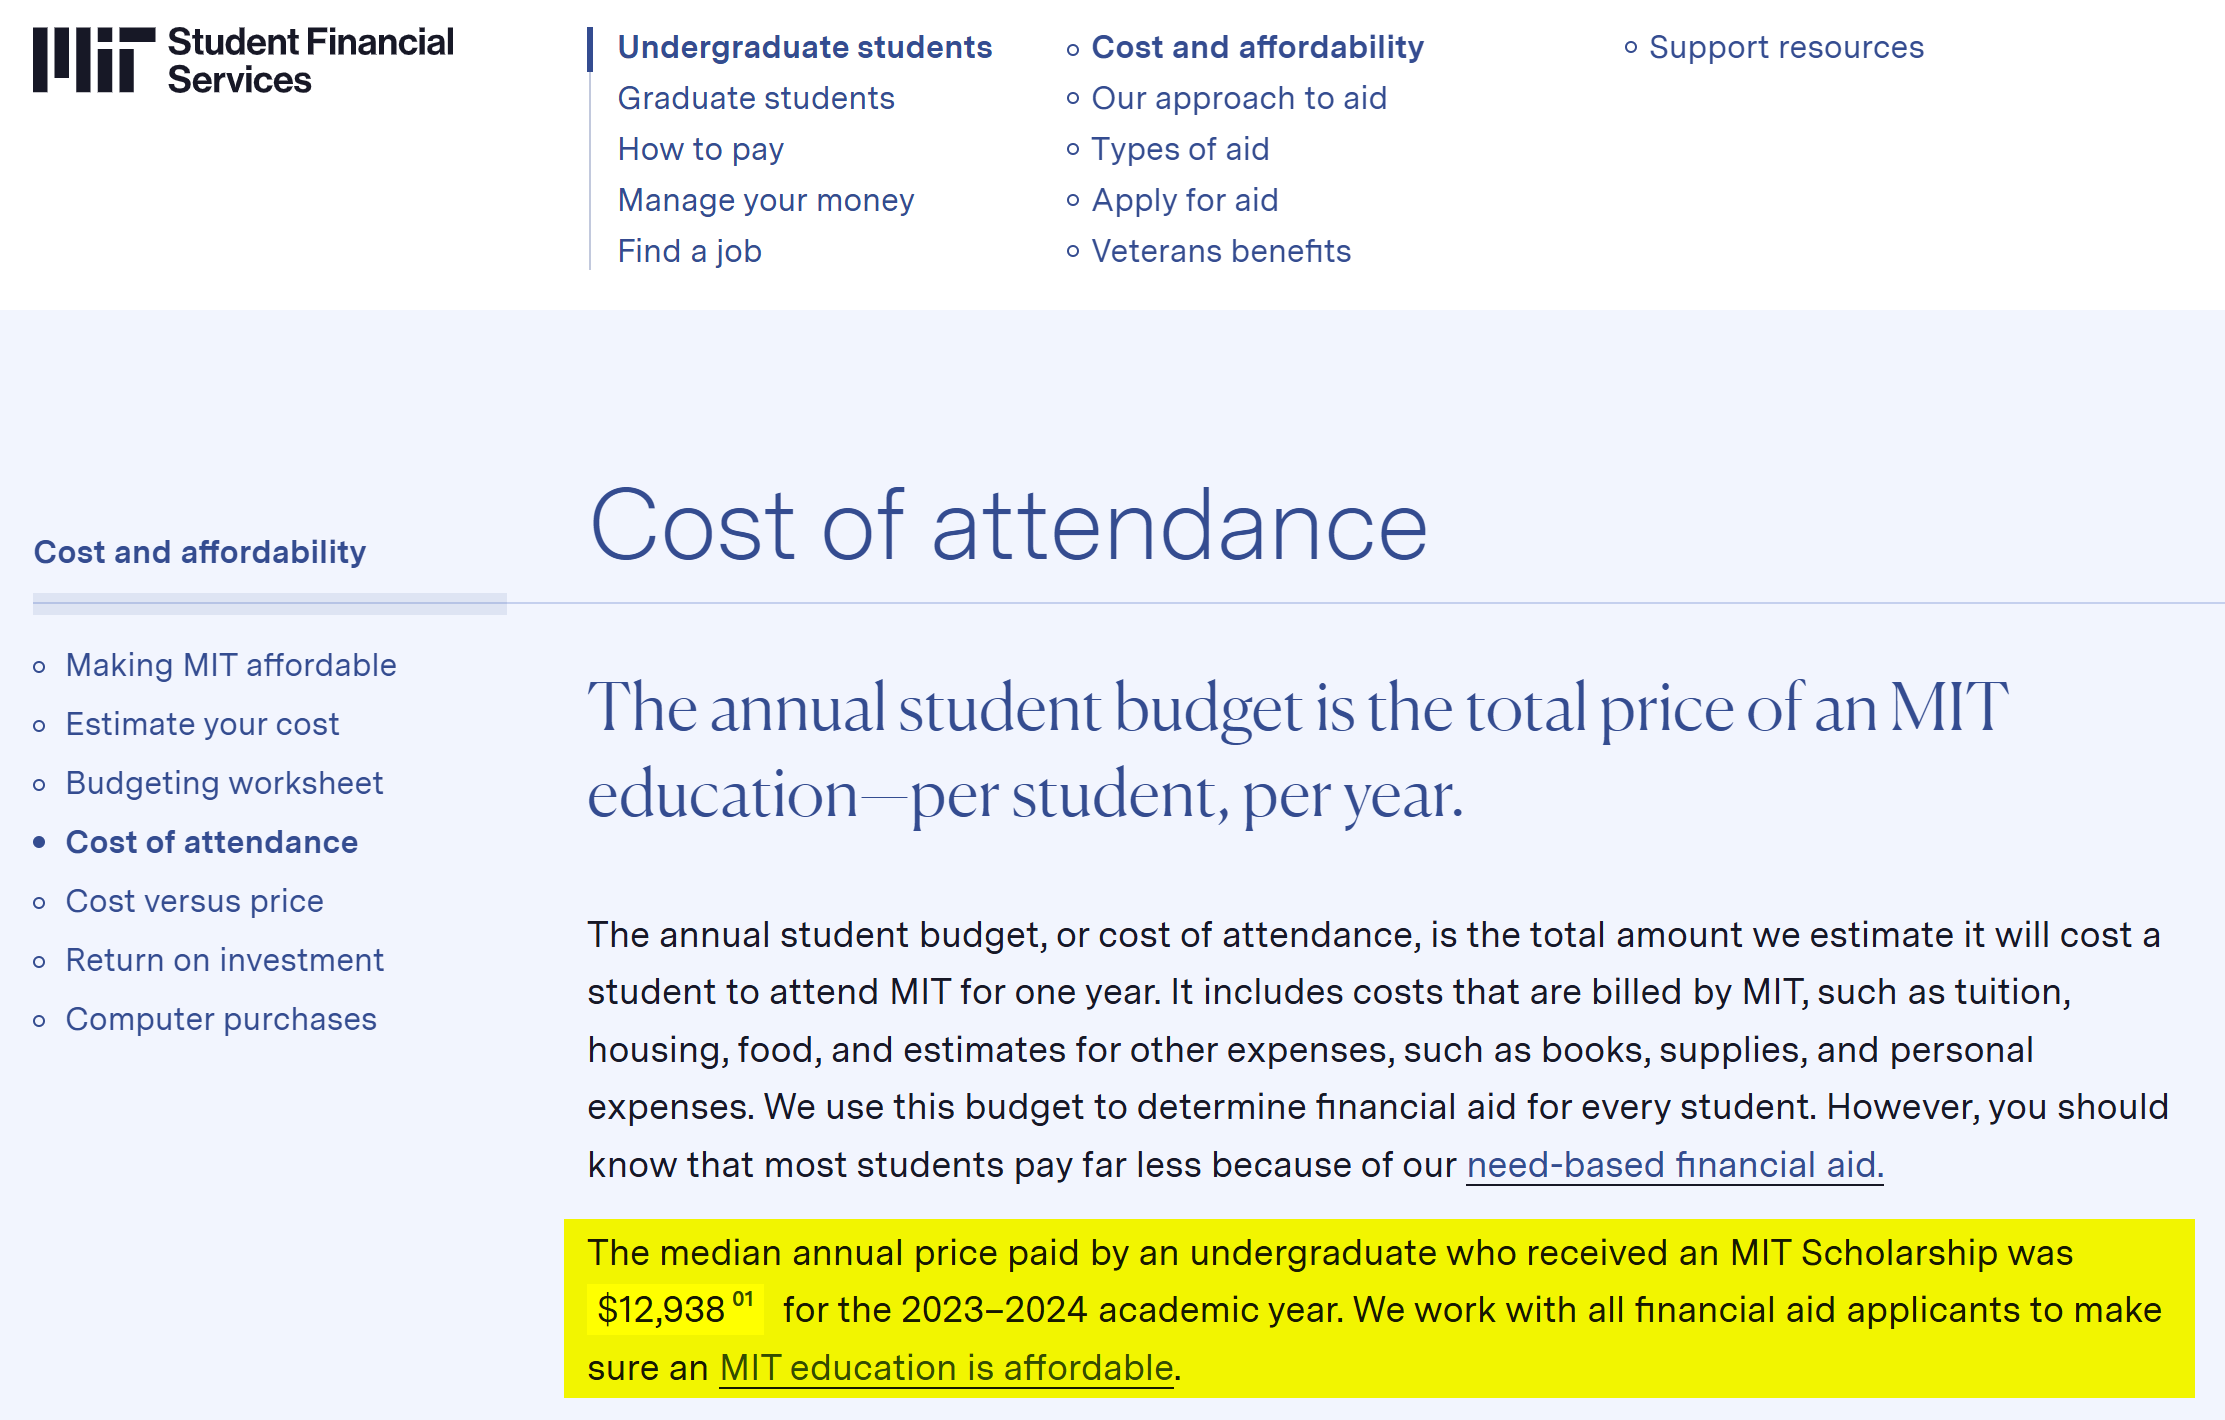 MIT Student Financial
Services
Undergraduate students
Graduate students
How to pay
Manage your money
Find a job
Cost and affordability
Our approach to aid
Types of aid
Apply for aid
Veterans benefits
Support resources
Cost and affordability
Making MIT affordable
Estimate your cost
Budgeting worksheet
Cost of attendance
Cost versus price
Return on investment
Computer purchases
Cost of attendance
The annual student budget is the total price of an MIT
education—per student, per year.
The annual student budget, or cost of attendance, is the total amount we estimate it will cost a
student to attend MIT for one year. It includes costs that are billed by MIT, such as tuition,
housing, food, and estimates for other expenses, such as books, supplies, and personal
expenses. We use this budget to determine financial aid for every student. However, you should
know that most students pay far less because of our need-based financial aid.
The median annual price paid by an undergraduate who received an MIT Scholarship was
$12,938 01 for the 2023–2024 academic year. We work with all financial aid applicants to make
sure an MIT education is affordable.